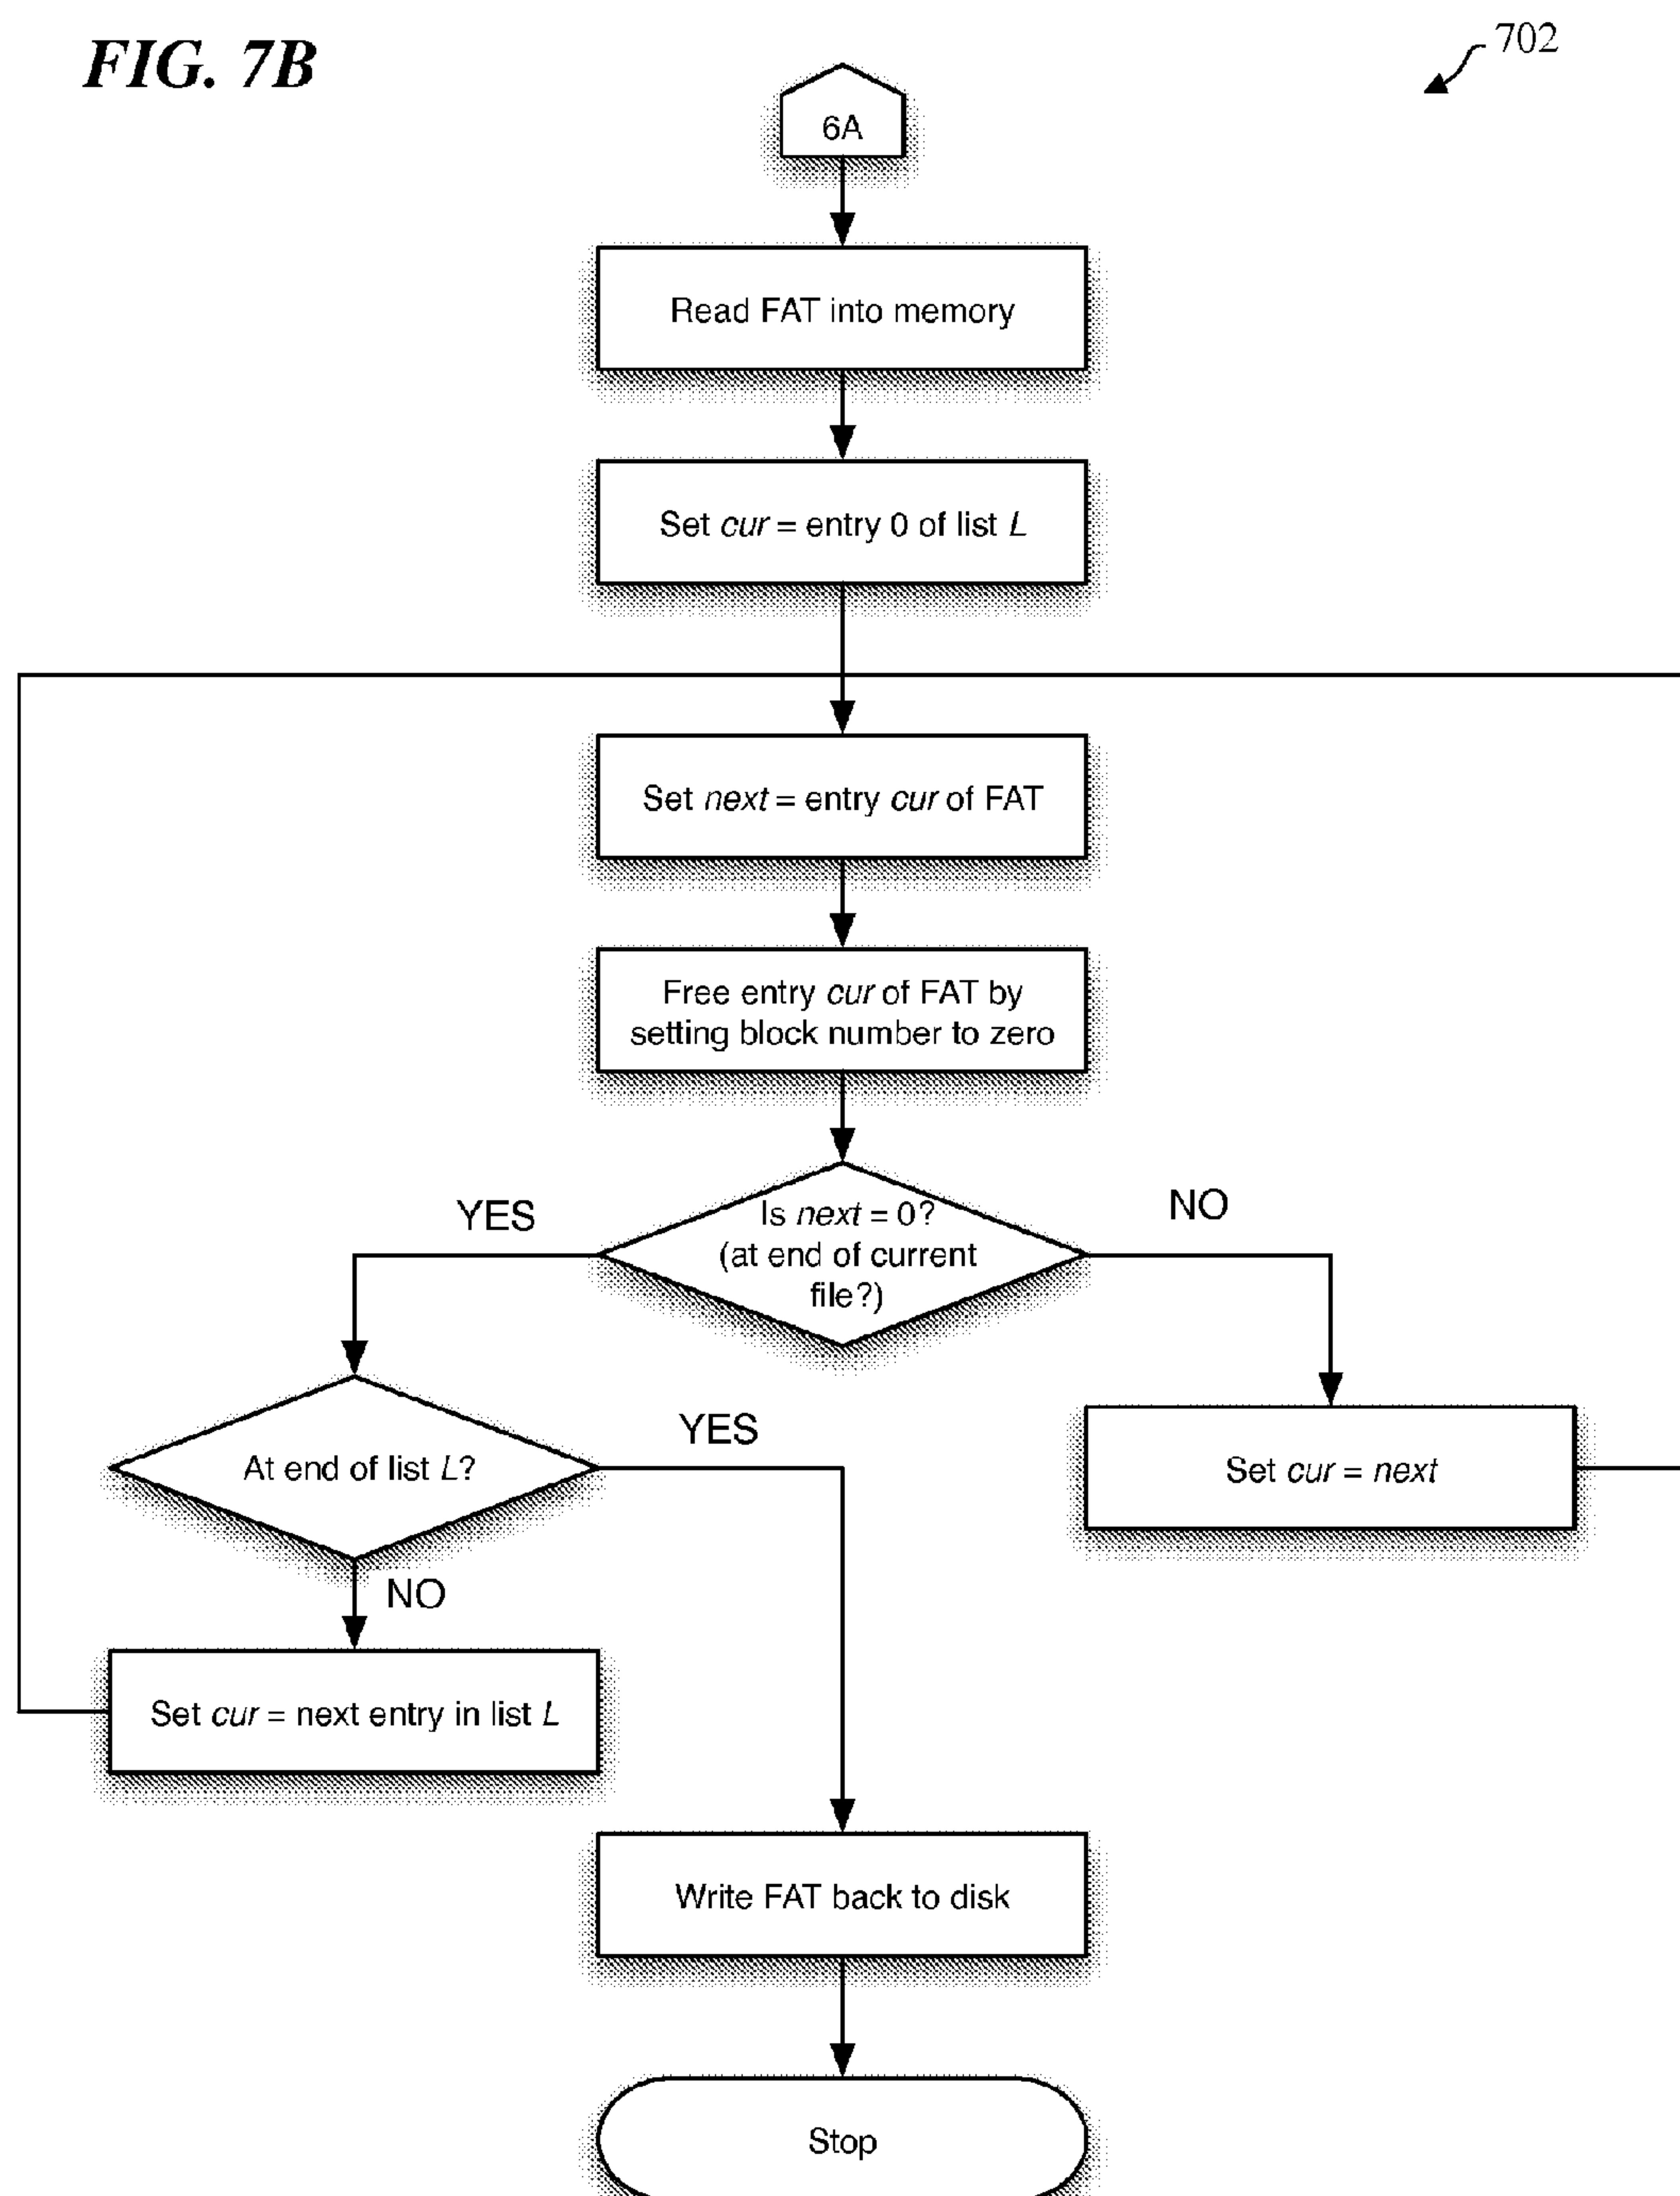 FIG. 7B
702
6A
Read FAT into memory
Set cur = entry 0 of list L
Set next = entry cur of FAT
Free entry cur of FAT by
setting block number to zero
YES
NO
Is next = 0?
(at end of current
file?)
YES
At end of list L?
Set cur = next
NO
Set cur = next entry in list L
Write FAT back to disk
Stop